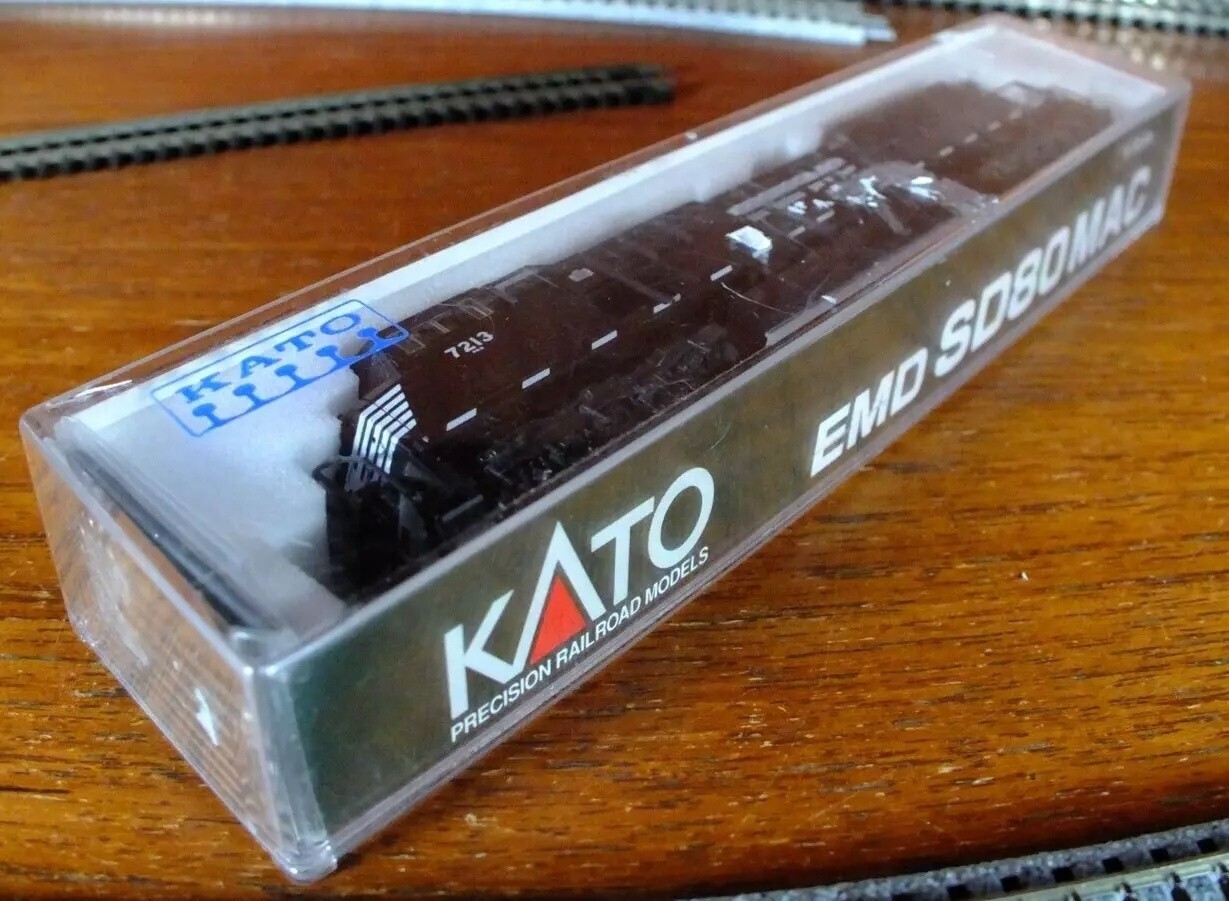 KATO
7213
KATO
PRECISION RAILROAD MODELS
EMD SD80MAC